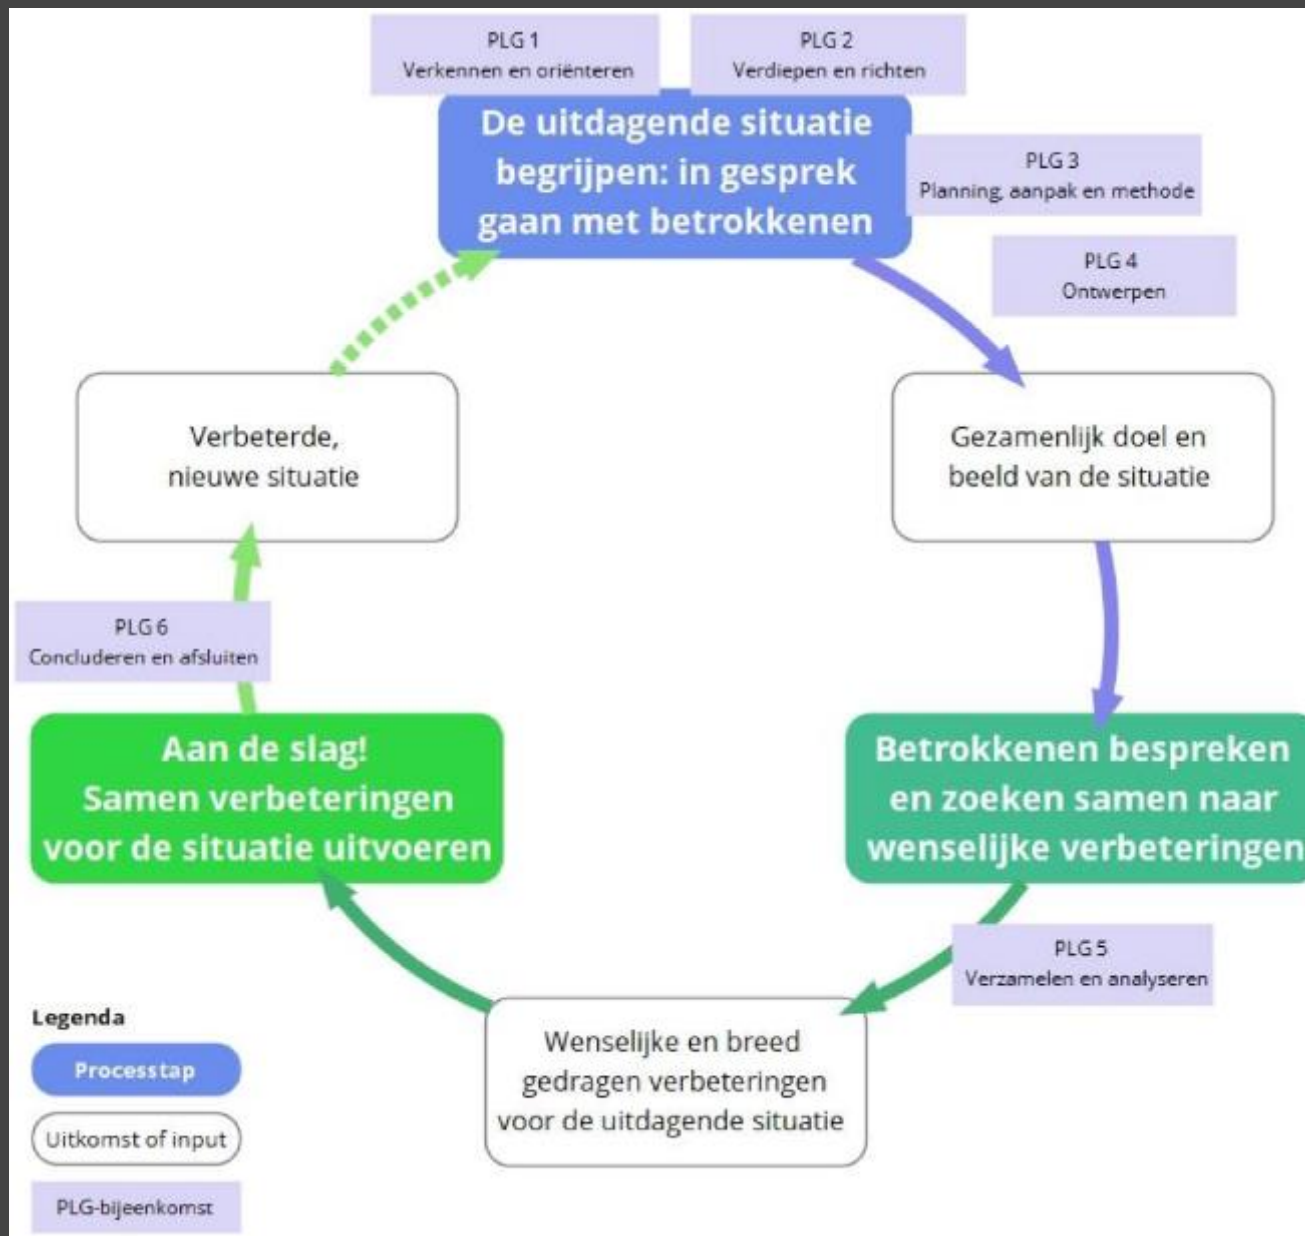 PLG 1
Verkennen en oriënteren
PLG 2
Verdiepen en richten
De uitdagende situatie
begrijpen: in gesprek
gaan met betrokkenen
PLG 3
Planning, aanpak en methode
PLG 4
Ontwerpen
Verbeterde,
nieuwe situatie
Gezamenlijk doel en
beeld van de situatie
PLG 6
Concluderen en afsluiten
Aan de slag!
Samen verbeteringen
voor de situatie uitvoeren
Betrokkenen bespreken
en zoeken samen naar
wenselijke verbeteringen
PLG 5
Verzamelen en analyseren
Wenselijke en breed
gedragen verbeteringen
voor de uitdagende situatie
Legenda
Processtap
Uitkomst of input
PLG-bijeenkomst